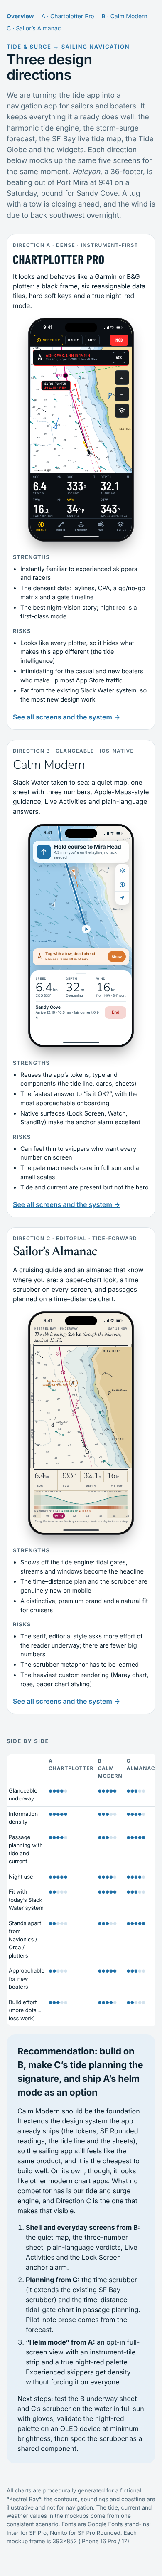 Overview A · Chartplotter Pro B · Calm Modern
C · Sailor's Almanac
TIDE & SURGE → SAILING NAVIGATION
Three design
directions
We are turning the tide app into a
navigation app for sailors and boaters. It
keeps everything it already does well: the
harmonic tide engine, the storm-surge
forecast, the SF Bay live tide map, the Tide
Globe and the widgets. Each direction
below mocks up the same five screens for
the same moment. Halcyon, a 36-footer, is
beating out of Port Mira at 9:41 on a
Saturday, bound for Sandy Cove. A tug
with a tow is closing ahead, and the wind is
due to back southwest overnight.
DIRECTION A · DENSE · INSTRUMENT-FIRST
CHARTPLOTTER PRO
It looks and behaves like a Garmin or B&G
plotter: a black frame, six reassignable data
tiles, hard soft keys and a true night-red
mode.
9:41
NORTH UP
AUTO
6.4
333°
32.1
16.2
34°P
343°
STRENGTHS
• Instantly familiar to experienced skippers
and racers
• The densest data: laylines, CPA, a go/no-go
matrix and a gate timeline
• The best night-vision story; night red is a
first-class mode
RISKS
• Looks like every plotter, so it hides what
makes this app different (the tide
intelligence)
• Intimidating for the casual and new boaters
who make up most App Store traffic
• Far from the existing Slack Water system, so
the most new design work
See all screens and the system →
DIRECTION B · GLANCEABLE · IOS-NATIVE
Calm Modern
Slack Water taken to sea: a quiet map, one
sheet with three numbers, Apple-Maps-style
guidance, Live Activities and plain-language
answers.
9:41
Hold course to Mira Head
Tug with a tow, dead ahead
Show
SPEED
DEPTH
WIND
6.4
32
16
Sandy Cove
End
STRENGTHS
• Reuses the app's tokens, type and
components (the tide line, cards, sheets)
• The fastest answer to "is it OK?", with the
most approachable onboarding
• Native surfaces (Lock Screen, Watch,
StandBy) make the anchor alarm excellent
RISKS
• Can feel thin to skippers who want every
number on screen
• The pale map needs care in full sun and at
small scales
• Tide and current are present but not the hero
See all screens and the system →
DIRECTION C · EDITORIAL · TIDE-FORWARD
Sailor's Almanac
A cruising guide and an almanac that know
where you are: a paper-chart look, a time
scrubber on every screen, and passages
planned on a time–distance chart.
9:41
6.4
333°
32.1
16
STRENGTHS
• Shows off the tide engine: tidal gates,
streams and windows become the headline
• The time–distance plan and the scrubber are
genuinely new on mobile
• A distinctive, premium brand and a natural fit
for cruisers
RISKS
• The serif, editorial style asks more effort of
the reader underway; there are fewer big
numbers
• The scrubber metaphor has to be learned
• The heaviest rendering (Marey chart,
rose, paper chart styling)
See all screens and the system →
SIDE BY SIDE
A · CHARTPLOTTER B · CALM MODERN C · ALMANAC
Glanceable
underway
Information
density
Passage
planning with
tide and
current
Night use
Fit with
today's Slack
Water system
Stands apart
from
Navionics /
Orca /
plotters
Approachable
for new
boaters
Build effort
(more dots =
less work)
Recommendation: build on
B, make C's tide planning the
signature, and ship A's helm
mode as an option
Calm Modern should be the foundation.
It extends the design system the app
already ships (the tokens, SF Rounded
readings, the tide line and the sheets),
so the sailing app still feels like the
same product, and it is the cheapest to
build well. On its own, though, it looks
like other modern chart apps. What no
competitor has is our tide and surge
engine, and Direction C is the one that
makes that visible.
1. Shell and everyday screens from B:
the quiet map, the three-number
sheet, plain-language verdicts, Live
Activities and the Lock Screen
anchor alarm.
2. Planning from C: the time scrubber
(it extends the existing SF Bay
scrubber) and the time–distance
tidal-gate chart in passage planning.
Pilot-note prose comes from the
forecast.
3. "Helm mode" from A: an opt-in full-
screen view with an instrument-tile
strip and a true night-red palette.
Experienced skippers get density
without forcing it on everyone.
Next steps: test the B underway sheet
and C's scrubber on the water in full sun
with gloves; validate the night-red
palette on an OLED device at minimum
brightness; then spec the scrubber as a
shared component.
All charts are procedurally generated for a fictional
"Kestrel Bay": the contours, soundings and coastline are
illustrative and not for navigation. The tide, current and
weather values in the mockups come from one
consistent scenario. Fonts are Google Fonts stand-ins:
Inter for SF Pro, Nunito for SF Pro Rounded. Each
mockup frame is 393×852 (iPhone 16 Pro / 17).